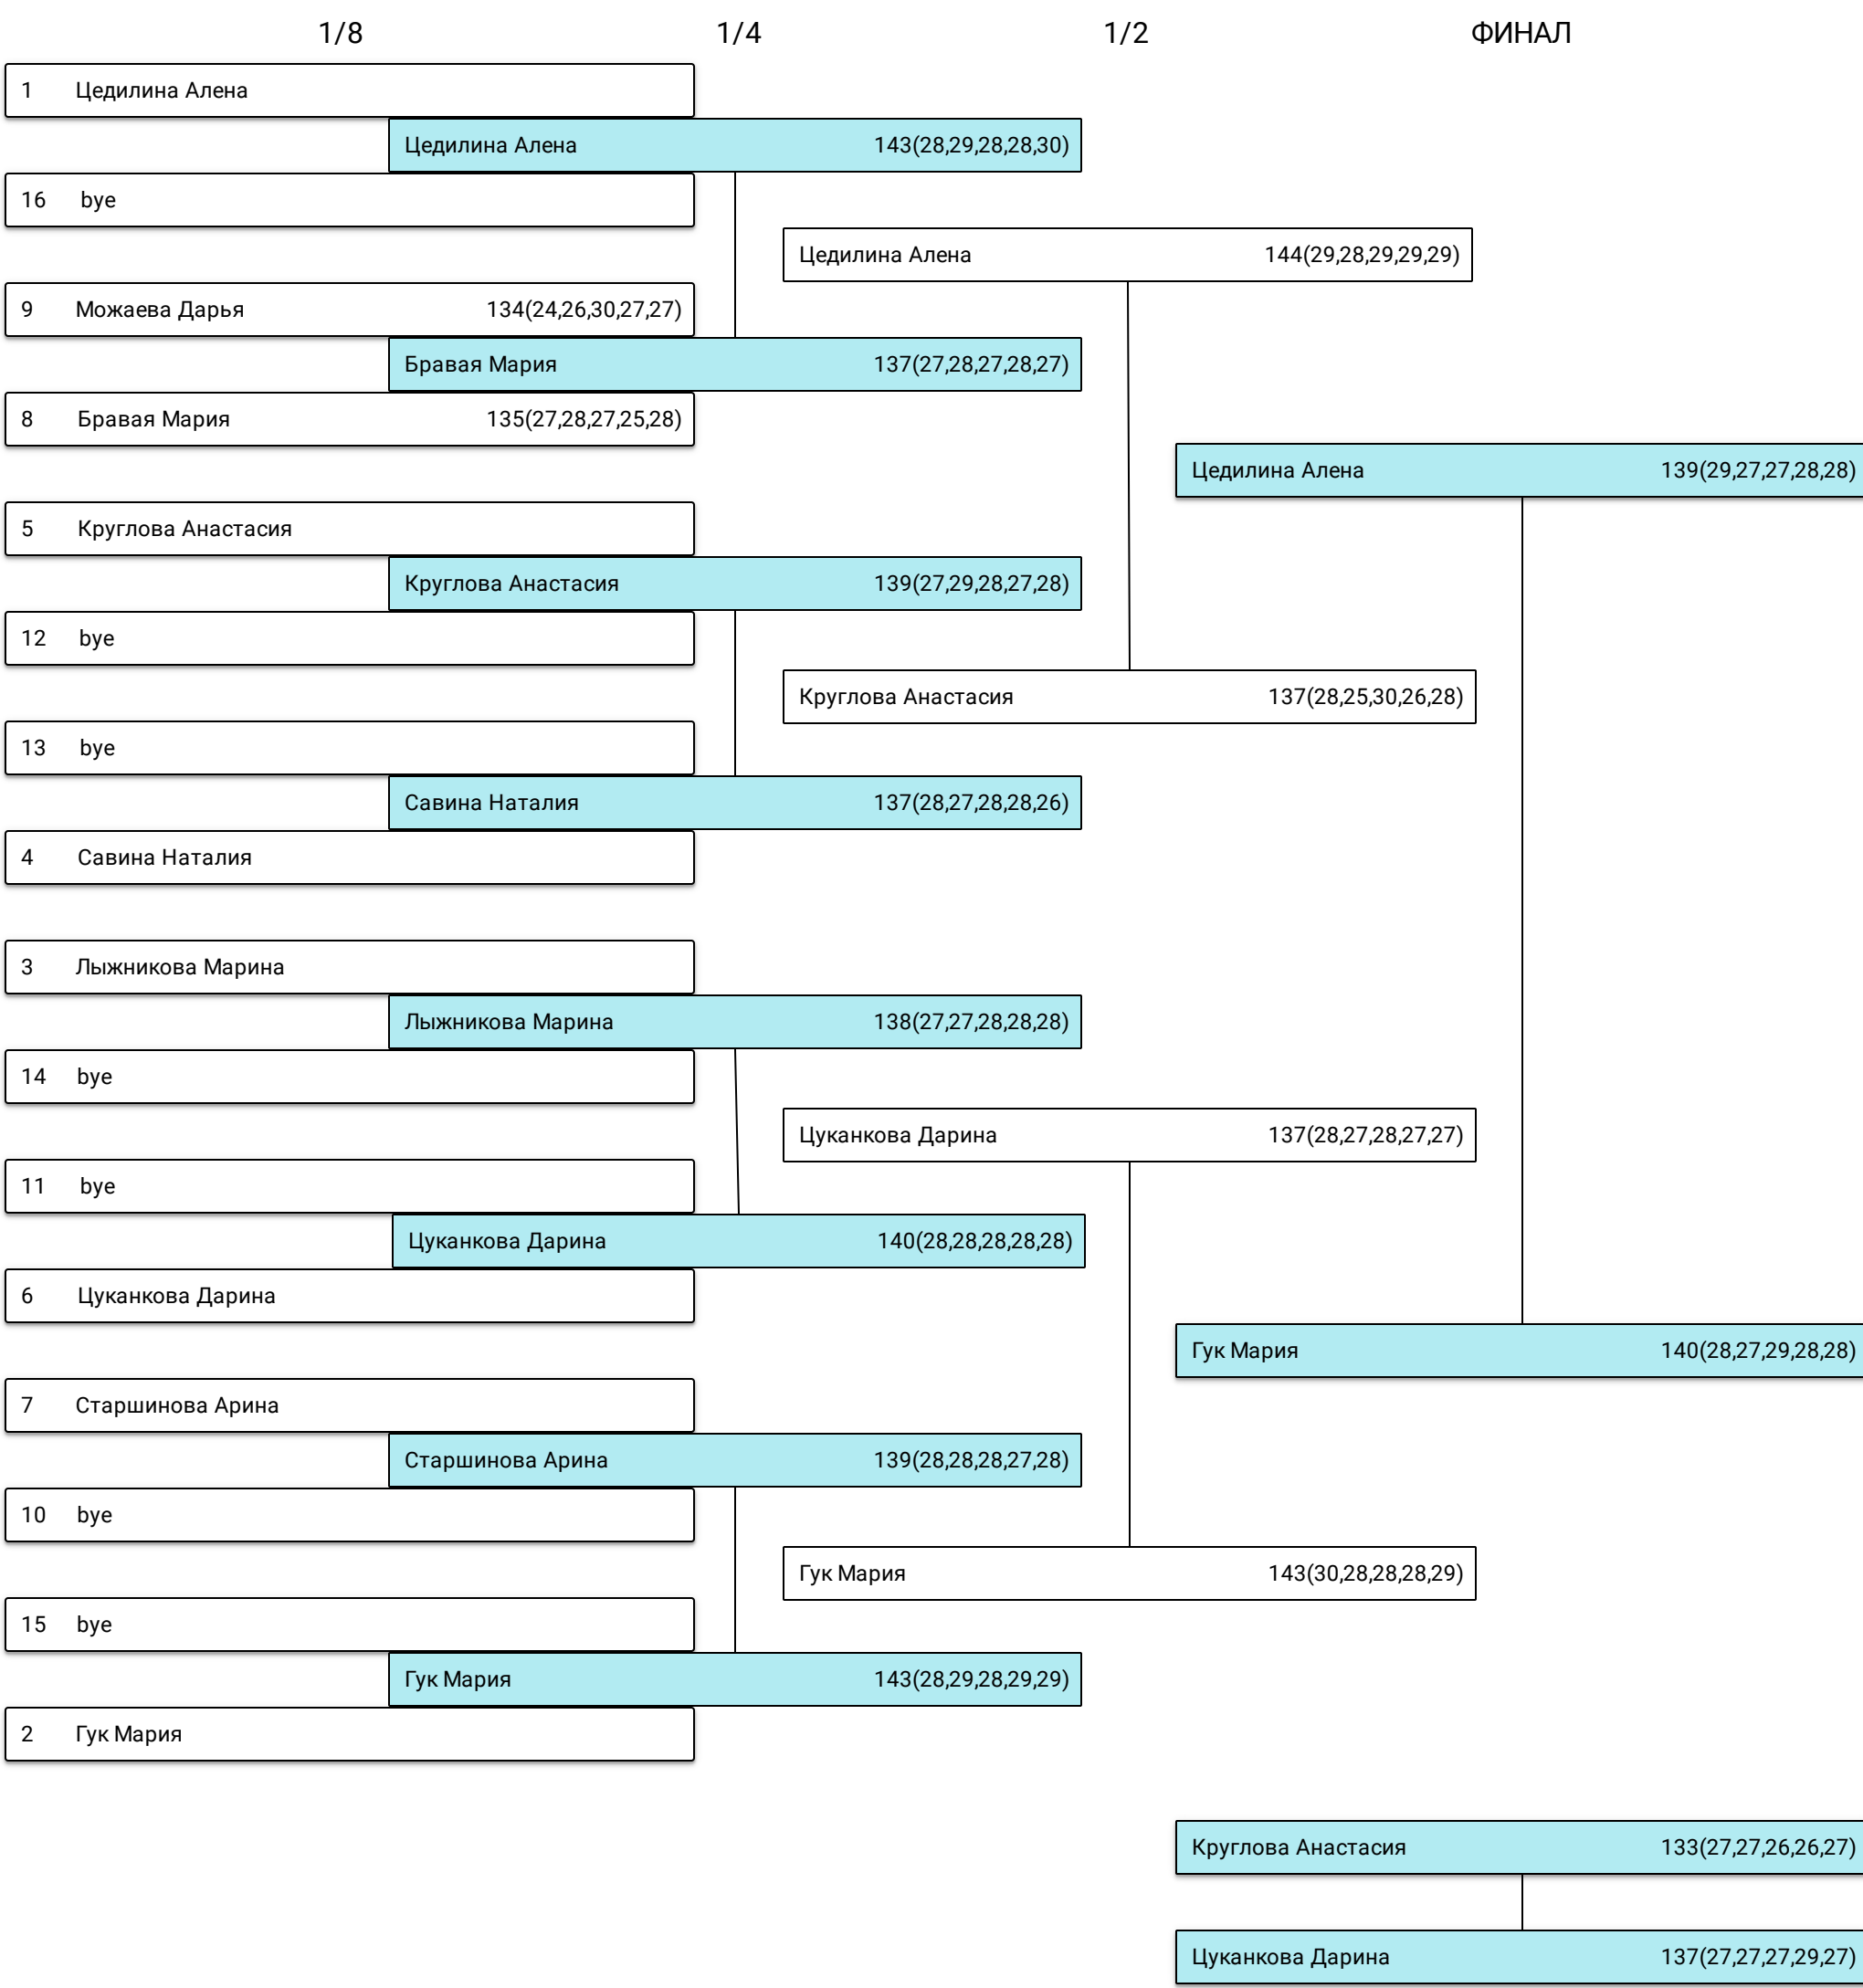 1/8 1/4 1/2 ФИНАЛ
1 Цедилина Алена
Цедилина Алена 143(28,29,28,28,30)
16 bye
Цедилина Алена 144(29,28,29,29,29)
9 Можаева Дарья 134(24,26,30,27,27)
Бравая Мария 137(27,28,27,28,27)
8 Бравая Мария 135(27,28,27,25,28)
Цедилина Алена 139(29,27,27,28,28)
5 Круглова Анастасия
Круглова Анастасия 139(27,29,28,27,28)
12 bye
Круглова Анастасия 137(28,25,30,26,28)
13 bye
Савина Наталия 137(28,27,28,28,26)
4 Савина Наталия
3 Лыжникова Марина
Лыжникова Марина 138(27,27,28,28,28)
14 bye
Цуканкова Дарина 137(28,27,28,27,27)
11 bye
Цуканкова Дарина 140(28,28,28,28,28)
6 Цуканкова Дарина
Гук Мария 140(28,27,29,28,28)
7 Старшинова Арина
Старшинова Арина 139(28,28,28,27,28)
10 bye
Гук Мария 143(30,28,28,28,29)
15 bye
Гук Мария 143(28,29,28,29,29)
2 Гук Мария
Круглова Анастасия 133(27,27,26,26,27)
Цуканкова Дарина 137(27,27,27,29,27)